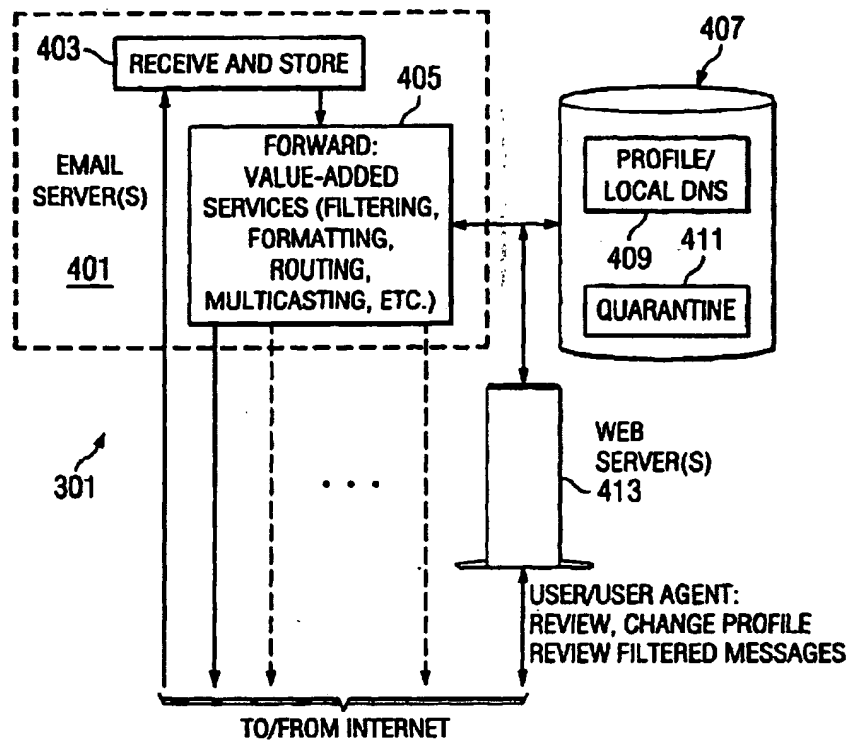 403
RECEIVE AND STORE
405
407
EMAIL
SERVER(S)
401
FORWARD:
VALUE-ADDED
SERVICES (FILTERING,
FORMATTING,
ROUTING,
MULTICASTING, ETC.)
PROFILE/
LOCAL DNS
409
411
QUARANTINE
301
...
WEB
SERVER(S)
413
USER/USER AGENT:
REVIEW, CHANGE PROFILE
REVIEW FILTERED MESSAGES
TO/FROM INTERNET